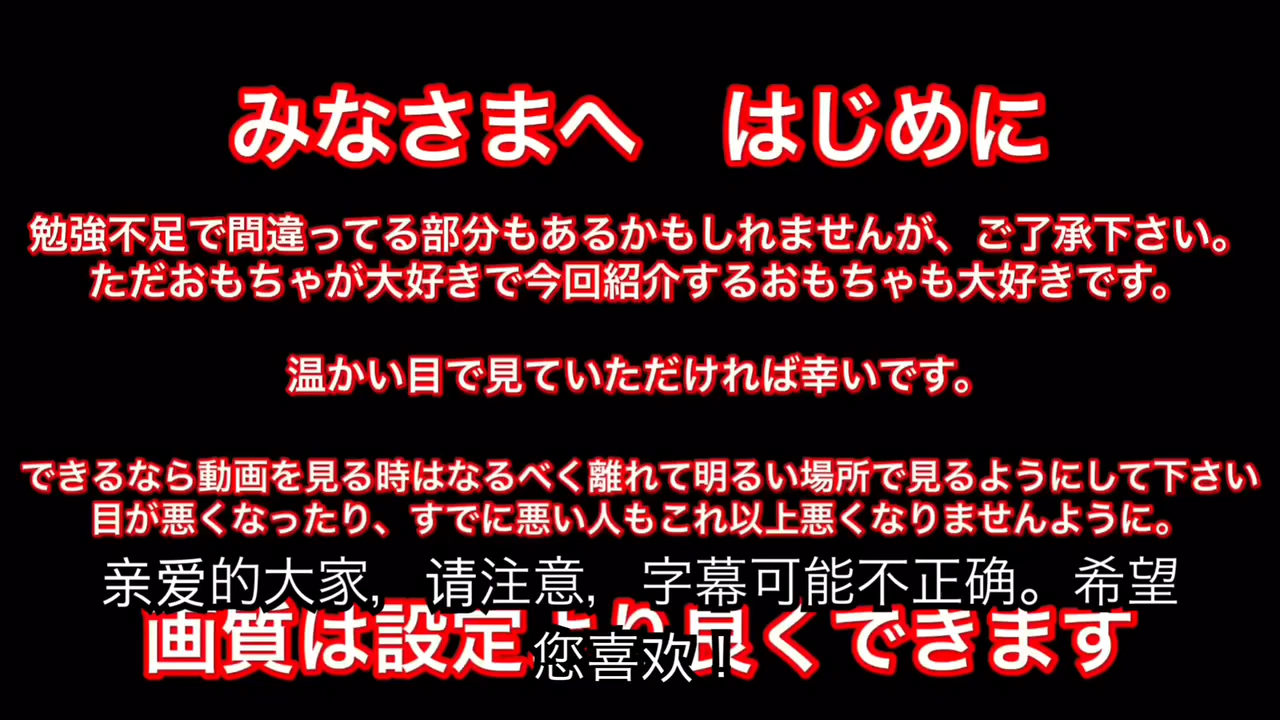 みなさまへ　はじめに
勉強不足で間違ってる部分もあるかもしれませんが、ご了承下さい。
ただおもちゃが大好きで今回紹介するおもちゃも大好きです。
温かい目で見ていただければ幸いです。
できるなら動画を見る時はなるべく離れて明るい場所で見るようにして下さい
目が悪くなったり、すでに悪い人もこれ以上悪くなりませんように。
亲爱的大家，请注意，字幕可能不正确。希望
画質は設定より良くできます
您喜欢！